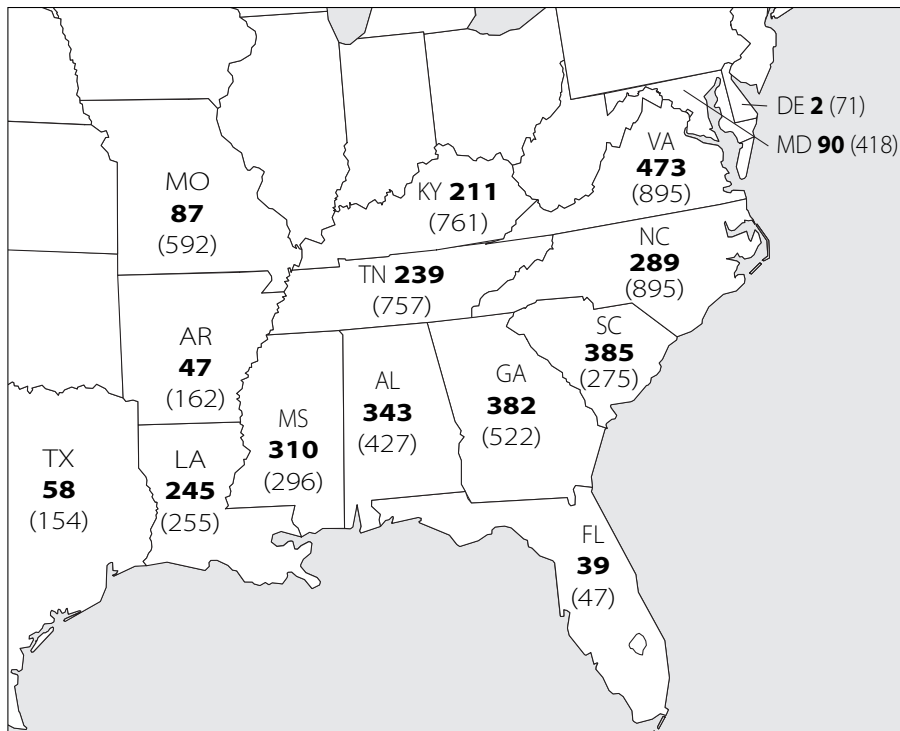 DE 2 (71)
MD 90 (418)
VA
473
(895)
MO
87
(592)
KY 211
(761)
NC
289
(895)
TN 239
(757)
SC
385
(275)
AR
47
(162)
AL
343
(427)
GA
382
(522)
MS
310
(296)
TX
58
(154)
LA
245
(255)
FL
39
(47)